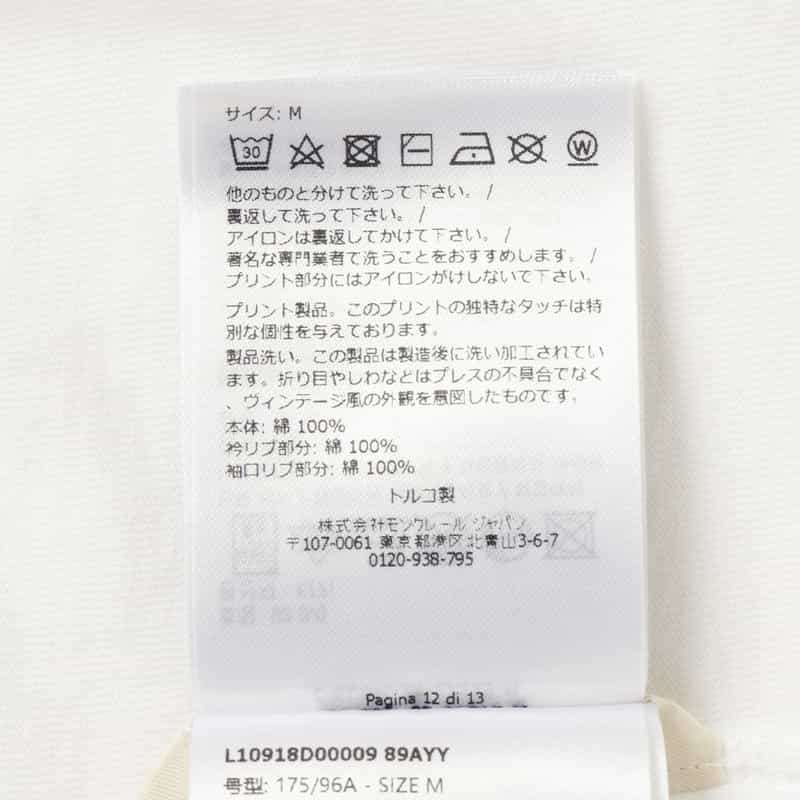 サイズ: M
30 W
他のものと分けて洗って下さい。 /
裏返して洗って下さい。 /
アイロンは裏返してかけて下さい。 /
著名な専門業者で洗うことをおすすめします。 /
プリント部分にはアイロンがけしないで下さい。
プリント製品。このプリントの独特なタッチは特
別な個性を与えております。
製品洗い。この製品は製造後に洗い加工されてい
ます。折り目やしわなどはプレスの不具合でなく
、ヴィンテージ風の外観を意図したものです。
本体: 綿 100%
衿リブ部分: 綿 100%
袖口リブ部分: 綿 100%
トルコ製
株式会社モンクレール ジャパン
〒107-0061 東京都港区北青山3-6-7
0120-938-795
Pagina 12 di 13
L10918D00009 89AYY
号型: 175/96A - SIZE M